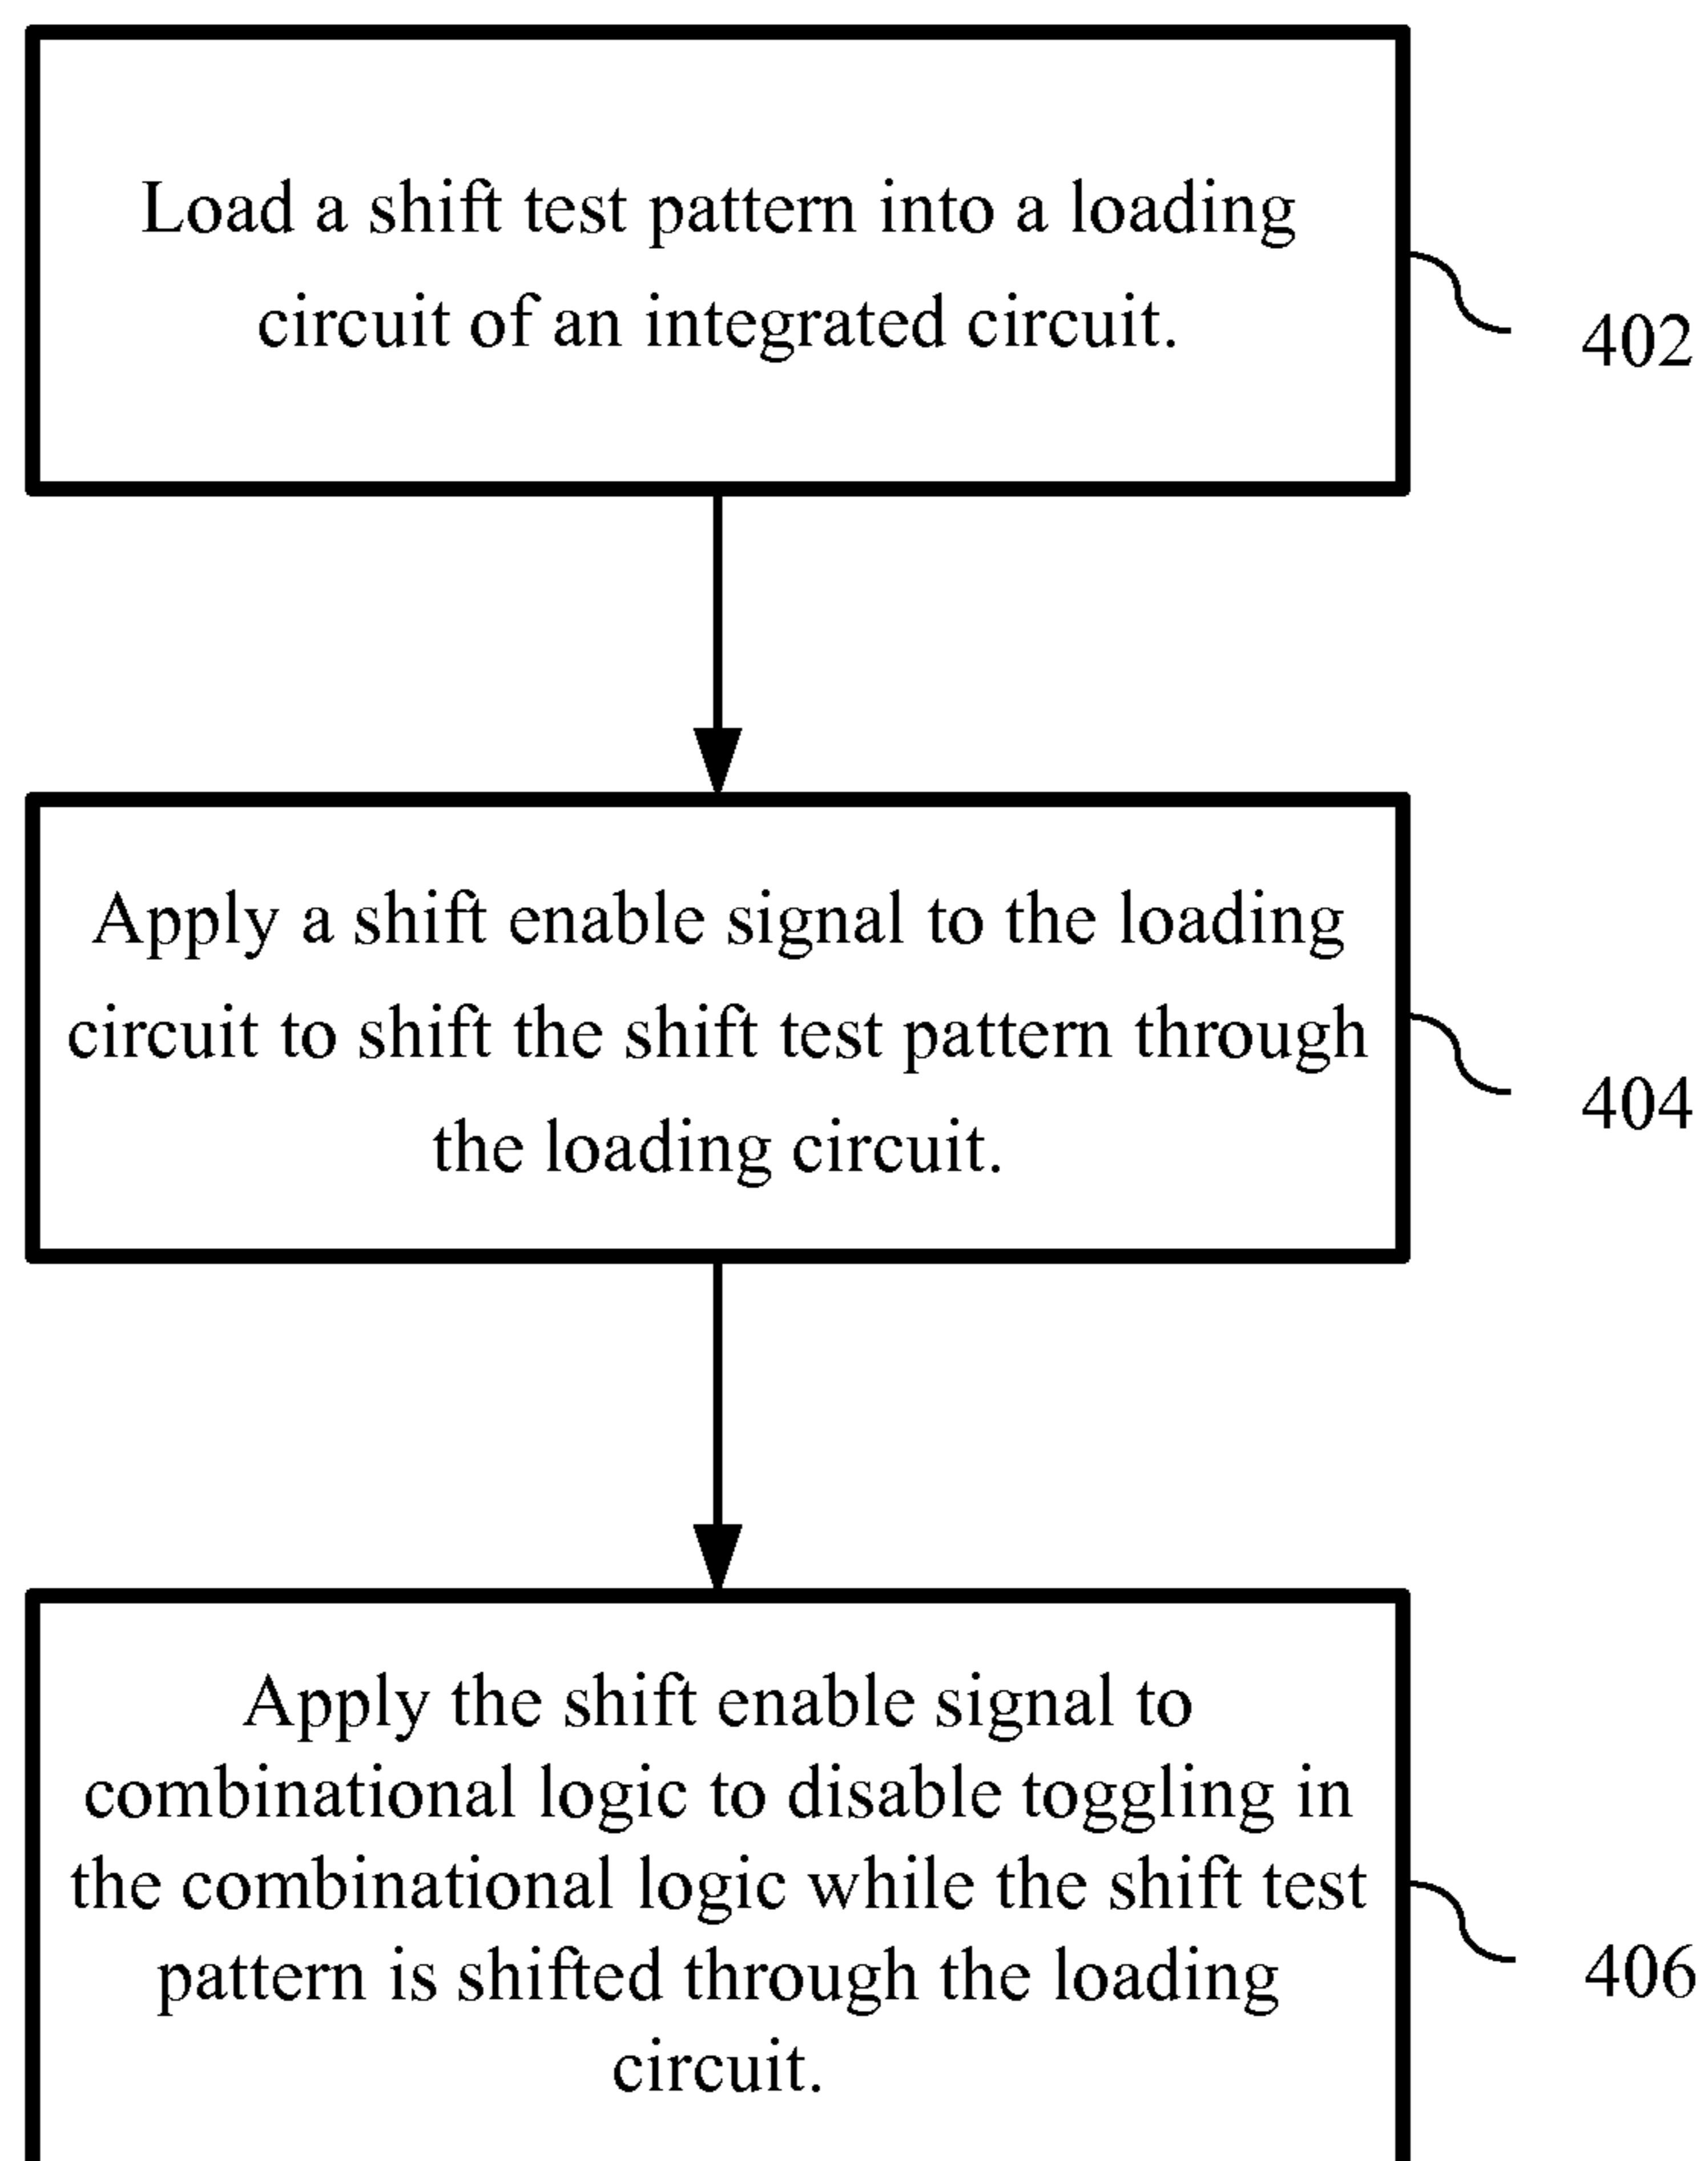 Load a shift test pattern into a loading
circuit of an integrated circuit.
402
Apply a shift enable signal to the loading
circuit to shift the shift test pattern through
the loading circuit.
404
Apply the shift enable signal to
combinational logic to disable toggling in
the combinational logic while the shift test
pattern is shifted through the loading
circuit.
406